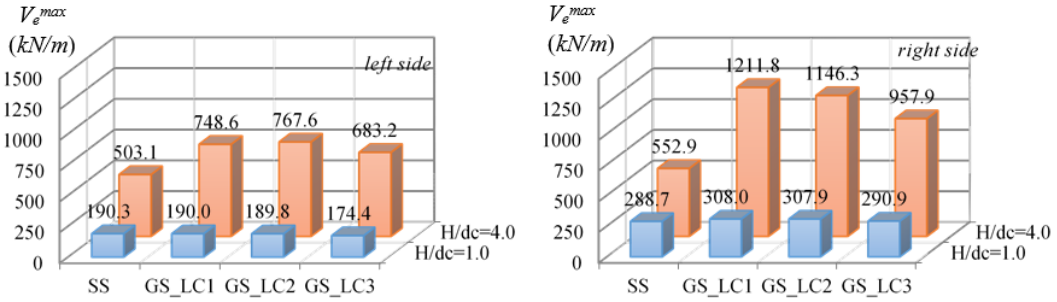 V_e^max
(kN/m)
left side
1500
1250
1000
750
500
250
0
503.1
748.6
767.6
683.2
190.3
190.0
189.8
174.4
H/dc=4.0
H/dc=1.0
SS
GS_LC1
GS_LC2
GS_LC3
V_e^max
(kN/m)
right side
1500
1250
1000
750
500
250
0
552.9
1211.8
1146.3
957.9
288.7
308.0
307.9
290.9
H/dc=4.0
H/dc=1.0
SS
GS_LC1
GS_LC2
GS_LC3